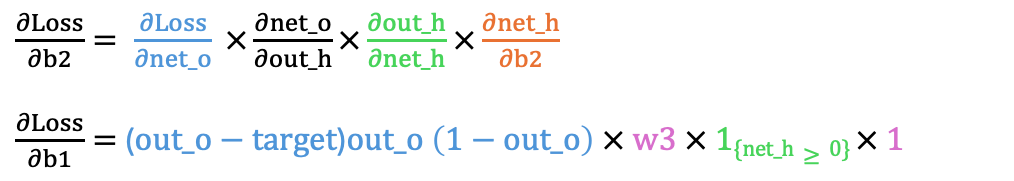 ∂Loss/∂b2 = ∂Loss/∂net_o × ∂net_o/∂out_h × ∂out_h/∂net_h × ∂net_h/∂b2
∂Loss/∂b1 = (out_o − target)out_o (1 − out_o) × w3 × 1_{net_h ≥ 0} × 1